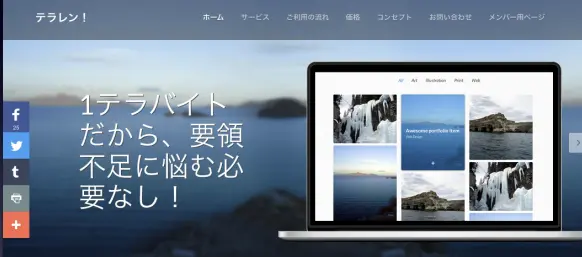 テラレン！
ホーム サービス ご利用の流れ 価格 コンセプト お問い合わせ メンバー用ページ
1テラバイト
だから、要領
不足に悩む必
要なし！
25
All Art Illustration Print Web
Awesome portfolio item
Web Design